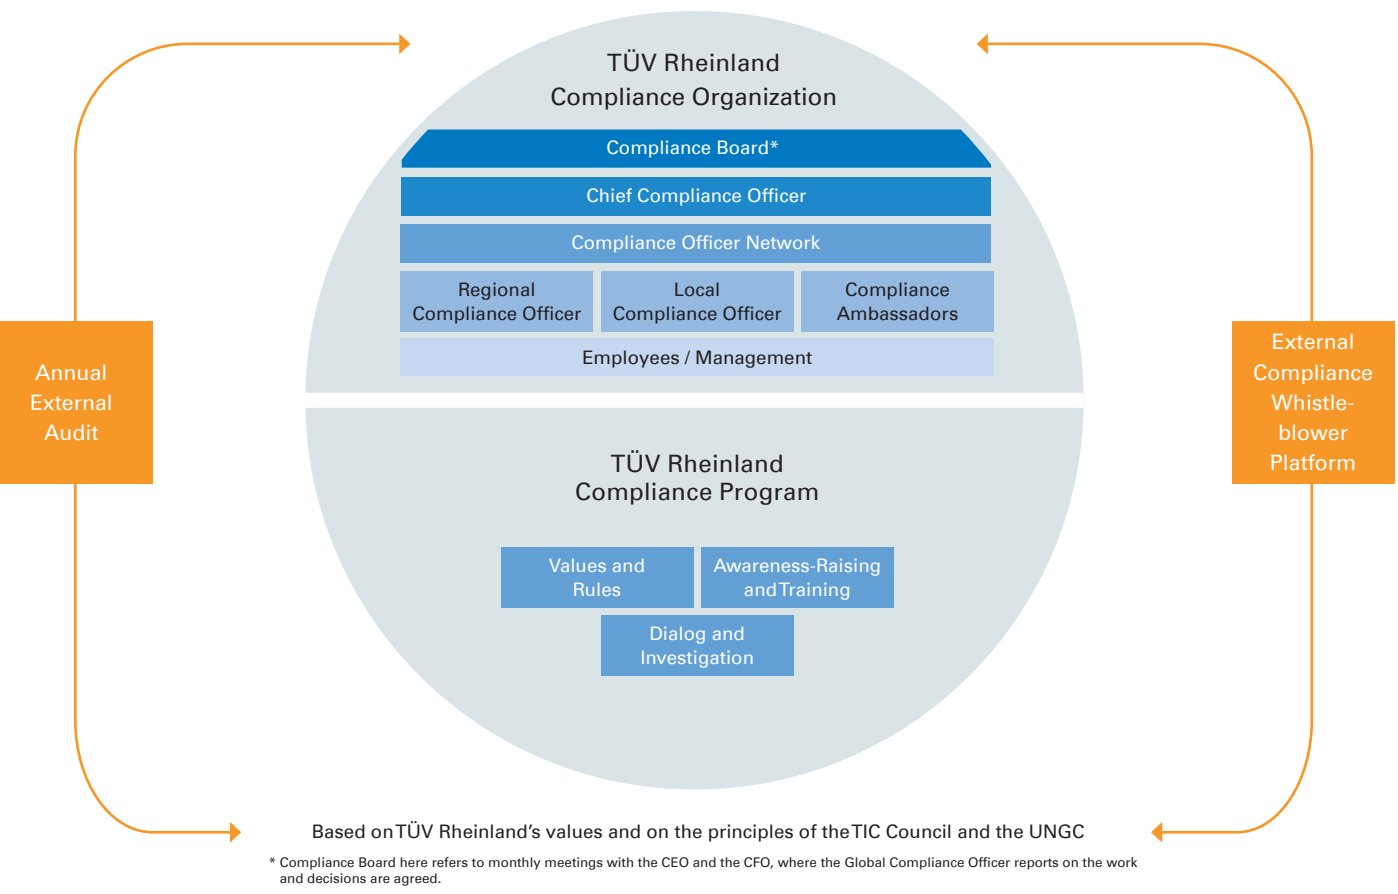 TÜV Rheinland
Compliance Organization
Compliance Board*
Chief Compliance Officer
Compliance Officer Network
Regional
Compliance Officer
Local
Compliance Officer
Compliance
Ambassadors
Employees / Management
Annual
External
Audit
External
Compliance
Whistle-
blower
Platform
TÜV Rheinland
Compliance Program
Values and
Rules
Awareness-Raising
and Training
Dialog and
Investigation
Based on TÜV Rheinland's values and on the principles of the TIC Council and the UNGC
* Compliance Board here refers to monthly meetings with the CEO and the CFO, where the Global Compliance Officer reports on the work
and decisions are agreed.